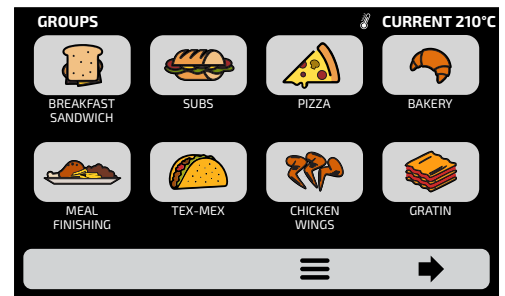 GROUPS
CURRENT 210°C
BREAKFAST
SANDWICH
SUBS
PIZZA
BAKERY
MEAL
FINISHING
TEX-MEX
CHICKEN
WINGS
GRATIN